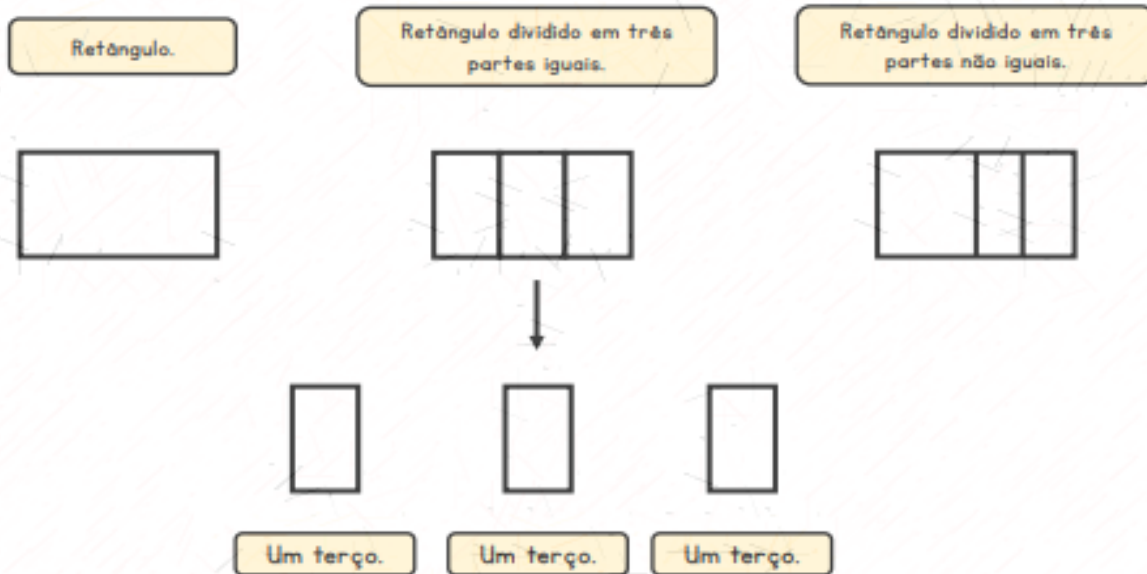 Retângulo.
Retângulo dividido em três
partes iguais.
Retângulo dividido em três
partes não iguais.
Um terço.
Um terço.
Um terço.